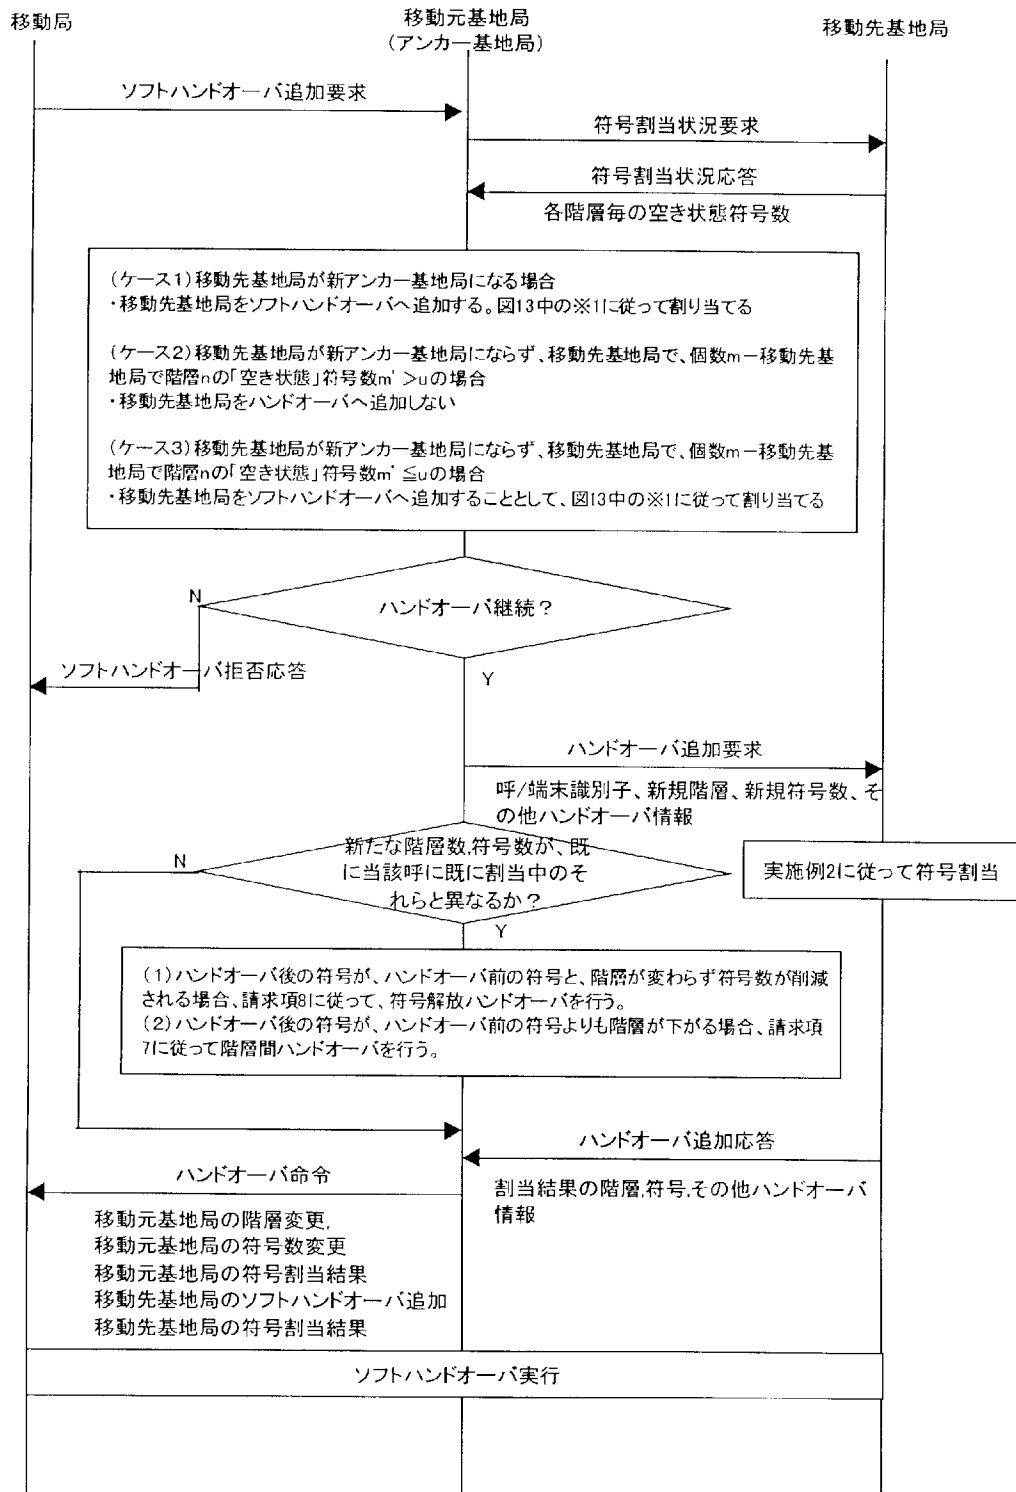 移動局
移動元基地局
(アンカー基地局)
移動先基地局
ソフトハンドオーバ追加要求
符号割当状況要求
符号割当状況応答
各階層毎の空き状態符号数
(ケース1)移動先基地局が新アンカー基地局になる場合
・移動先基地局をソフトハンドオーバへ追加する。図13中の※1に従って割り当てる
(ケース2)移動先基地局が新アンカー基地局にならず、移動先基地局で、個数m-移動先基
地局で階層nの「空き状態」符号数m'>uの場合
・移動先基地局をハンドオーバへ追加しない
(ケース3)移動先基地局が新アンカー基地局にならず、移動先基地局で、個数m-移動先基
地局で階層nの「空き状態」符号数m'≦uの場合
・移動先基地局をソフトハンドオーバへ追加することとして、図13中の※1に従って割り当てる
N
ハンドオーバ継続?
ソフトハンドオーバ拒否応答
Y
ハンドオーバ追加要求
呼/端末識別子、新規階層、新規符号数、そ
の他ハンドオーバ情報
N
新たな階層数,符号数が、既
に当該呼に既に割当中のそ
れらと異なるか?
実施例2に従って符号割当
Y
(1)ハンドオーバ後の符号が、ハンドオーバ前の符号と、階層が変わらず符号数が削減
される場合、請求項8に従って、符号解放ハンドオーバを行う。
(2)ハンドオーバ後の符号が、ハンドオーバ前の符号よりも階層が下がる場合、請求項
7に従って階層間ハンドオーバを行う。
ハンドオーバ追加応答
ハンドオーバ命令
割当結果の階層,符号,その他ハンドオーバ
情報
移動元基地局の階層変更,
移動元基地局の符号数変更
移動元基地局の符号割当結果
移動先基地局のソフトハンドオーバ追加
移動先基地局の符号割当結果
ソフトハンドオーバ実行